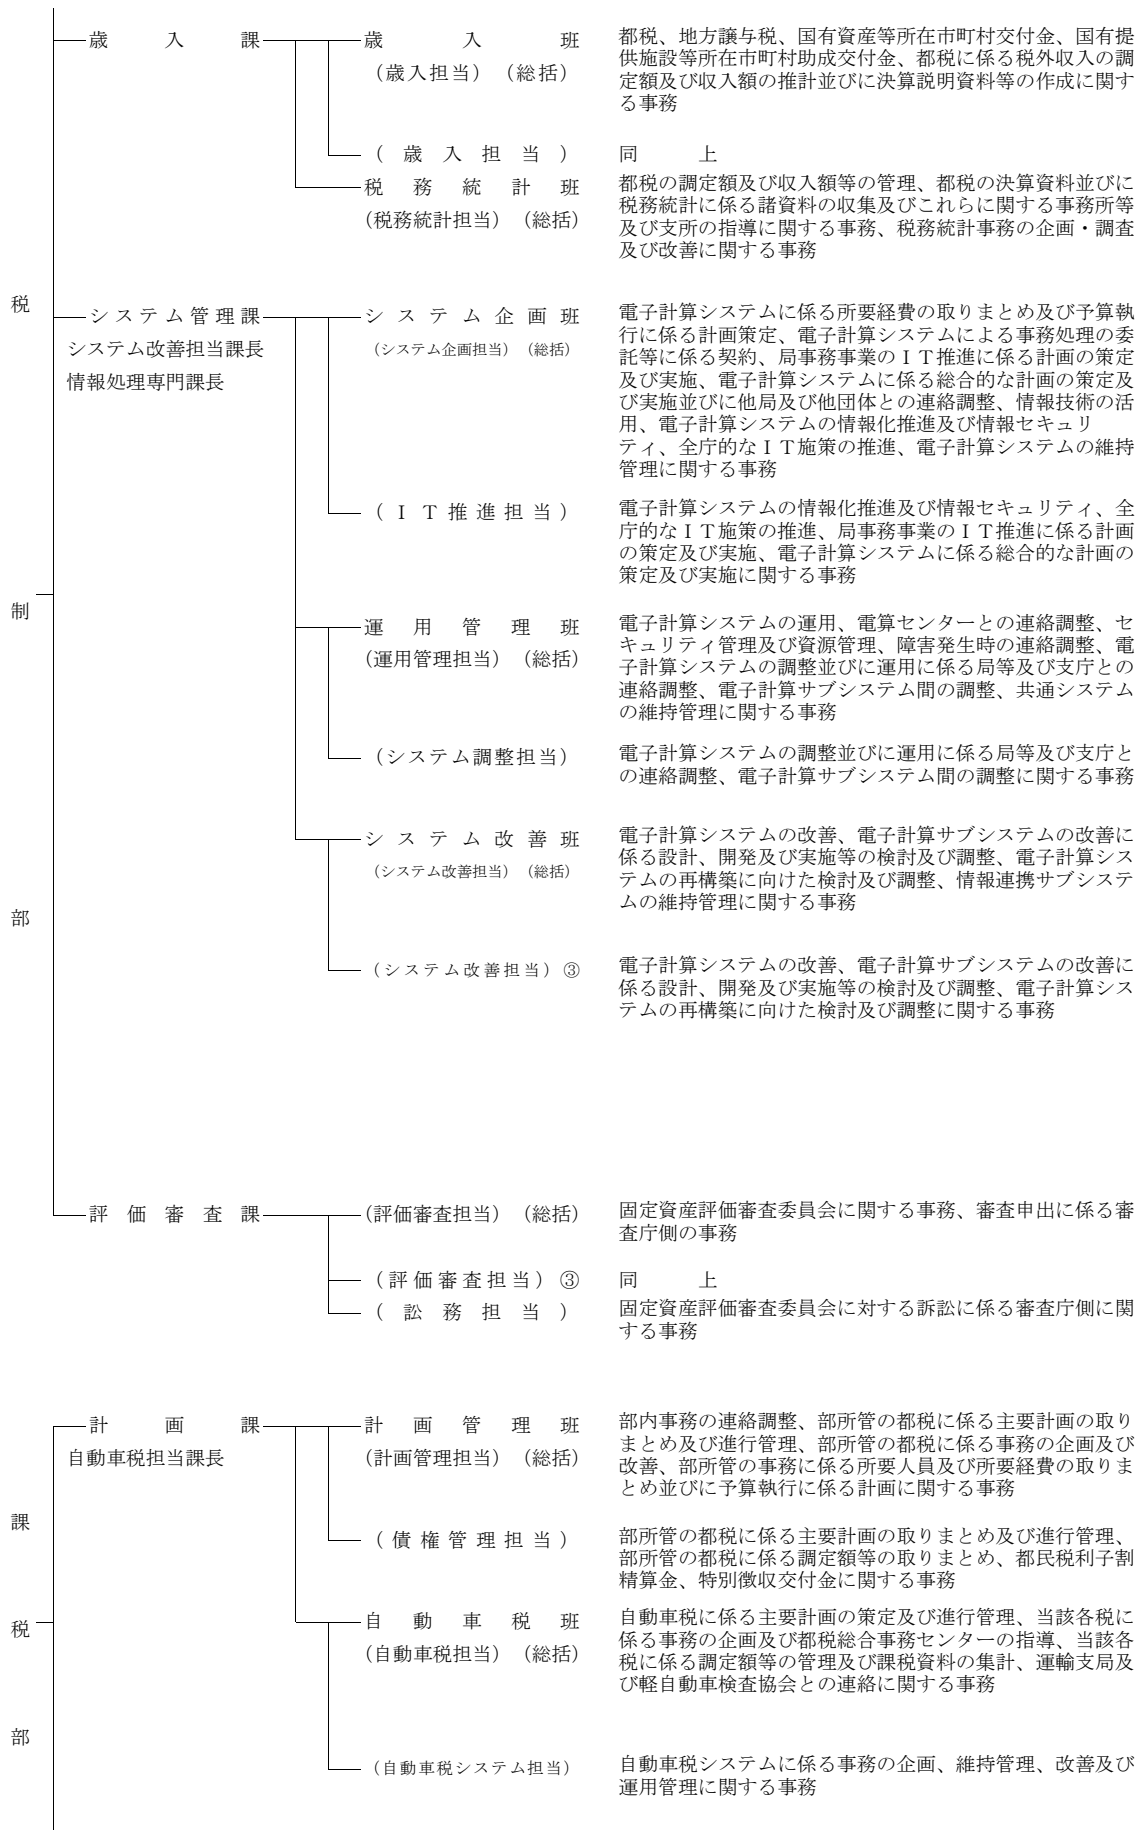 税制部
歳入課
歳入班
(歳入担当)(総括)
都税、地方譲与税、国有資産等所在市町村交付金、国有提
供施設等所在市町村助成交付金、都税に係る税外収入の調
定額及び収入額の推計並びに決算説明資料等の作成に関す
る事務
(歳入担当)
同上
税務統計班
(税務統計担当)(総括)
都税の調定額及び収入額等の管理、都税の決算資料並びに
税務統計に係る諸資料の収集及びこれらに関する事務所等
及び支所の指導に関する事務、税務統計事務の企画・調査
及び改善に関する事務
システム管理課
システム改善担当課長
情報処理専門課長
システム企画班
(システム企画担当)(総括)
電子計算システムに係る所要経費の取りまとめ及び予算執
行に係る計画策定、電子計算システムによる事務処理の委
託等に係る契約、局事務事業のIT推進に係る計画の策定
及び実施、電子計算システムに係る総合的な計画の策定及
び実施並びに他局及び他団体との連絡調整、情報技術の活
用、電子計算システムの情報化推進及び情報セキュリ
ティ、全庁的なIT施策の推進、電子計算システムの維持
管理に関する事務
(IT推進担当)
電子計算システムの情報化推進及び情報セキュリティ、全
庁的なIT施策の推進、局事務事業のIT推進に係る計画
の策定及び実施、電子計算システムに係る総合的な計画の
策定及び実施に関する事務
運用管理班
(運用管理担当)(総括)
電子計算システムの運用、電算センターとの連絡調整、セ
キュリティ管理及び資源管理、障害発生時の連絡調整、電
子計算システムの調整並びに運用に係る局等及び支庁との
連絡調整、電子計算サブシステム間の調整、共通システム
の維持管理に関する事務
(システム調整担当)
電子計算システムの調整並びに運用に係る局等及び支庁と
の連絡調整、電子計算サブシステム間の調整に関する事務
システム改善班
(システム改善担当)(総括)
電子計算システムの改善、電子計算サブシステムの改善に
係る設計、開発及び実施等の検討及び調整、電子計算シス
テムの再構築に向けた検討及び調整、情報連携サブシステ
ムの維持管理に関する事務
(システム改善担当)③
電子計算システムの改善、電子計算サブシステムの改善に
係る設計、開発及び実施等の検討及び調整、電子計算シス
テムの再構築に向けた検討及び調整に関する事務
評価審査課
(評価審査担当)(総括)
固定資産評価審査委員会に関する事務、審査申出に係る審
査庁側の事務
(評価審査担当)③
同上
(訟務担当)
固定資産評価審査委員会に対する訴訟に係る審査庁側に関
する事務
課税部
計画課
自動車税担当課長
計画管理班
(計画管理担当)(総括)
部内事務の連絡調整、部所管の都税に係る主要計画の取り
まとめ及び進行管理、部所管の都税に係る事務の企画及び
改善、部所管の事務に係る所要人員及び所要経費の取りま
とめ並びに予算執行に係る計画に関する事務
(債権管理担当)
部所管の都税に係る主要計画の取りまとめ及び進行管理、
部所管の都税に係る調定額等の取りまとめ、都民税利子割
精算金、特別徴収交付金に関する事務
自動車税班
(自動車税担当)(総括)
自動車税に係る主要計画の策定及び進行管理、当該各税に
係る事務の企画及び都税総合事務センターの指導、当該各
税に係る調定額等の管理及び課税資料の集計、運輸支局及
び軽自動車検査協会との連絡に関する事務
(自動車税システム担当)
自動車税システムに係る事務の企画、維持管理、改善及び
運用管理に関する事務